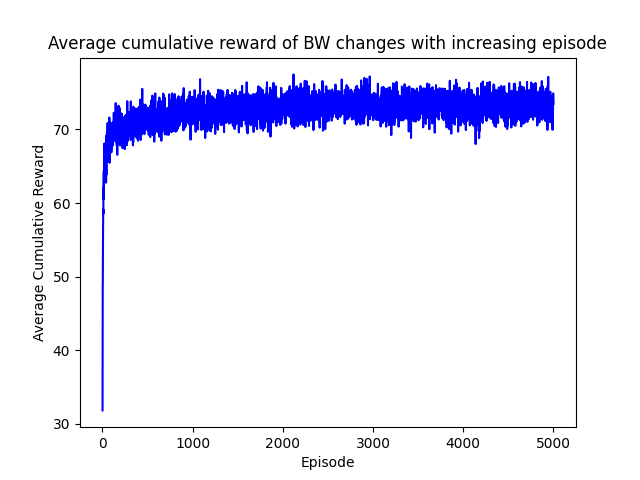 Average cumulative reward of BW changes with increasing episode
70
60
50
40
30
Average Cumulative Reward
0 1000 2000 3000 4000 5000
Episode